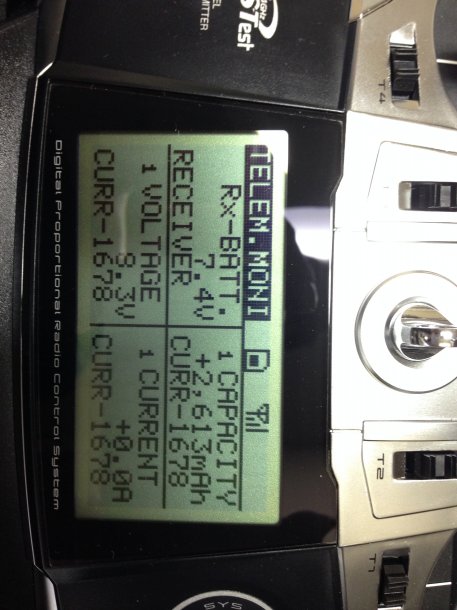 T4
T2
T1
TELEM.MONI
Rx-BATT.
7.4V
RECEIVER
1 CAPACITY
+2,613mAh
CURR-1678
1 VOLTAGE
8.3V
CURR-1678
1 CURRENT
+0.0A
CURR-1678
Digital Proportional Radio Control System
SYS